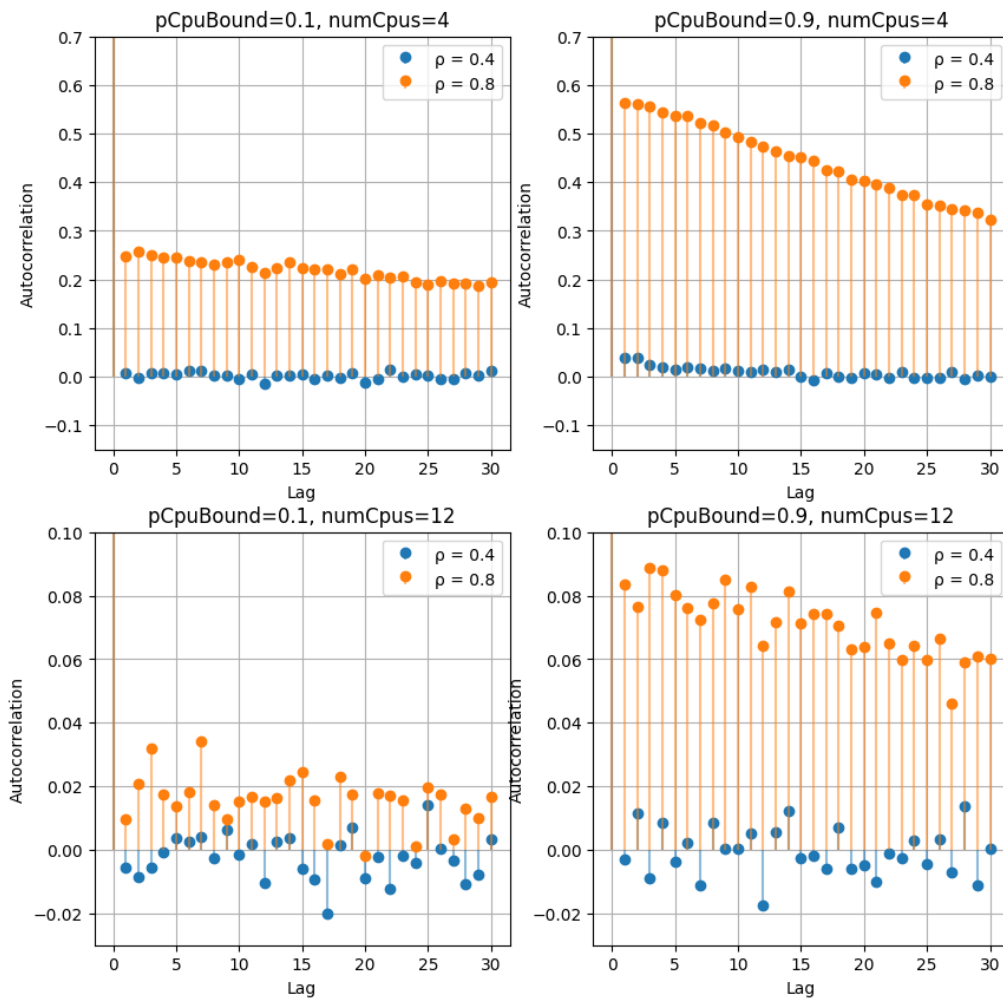 pCpuBound=0.1, numCpus=4
0.7
0.6
0.5
0.4
0.3
0.2
0.1
0.0
−0.1
Autocorrelation
ρ = 0.4
ρ = 0.8
0 5 10 15 20 25 30
Lag
pCpuBound=0.9, numCpus=4
0.7
0.6
0.5
0.4
0.3
0.2
0.1
0.0
−0.1
Autocorrelation
ρ = 0.4
ρ = 0.8
0 5 10 15 20 25 30
Lag
pCpuBound=0.1, numCpus=12
0.10
0.08
0.06
0.04
0.02
0.00
−0.02
Autocorrelation
ρ = 0.4
ρ = 0.8
0 5 10 15 20 25 30
Lag
pCpuBound=0.9, numCpus=12
0.10
0.08
0.06
0.04
0.02
0.00
−0.02
Autocorrelation
ρ = 0.4
ρ = 0.8
0 5 10 15 20 25 30
Lag